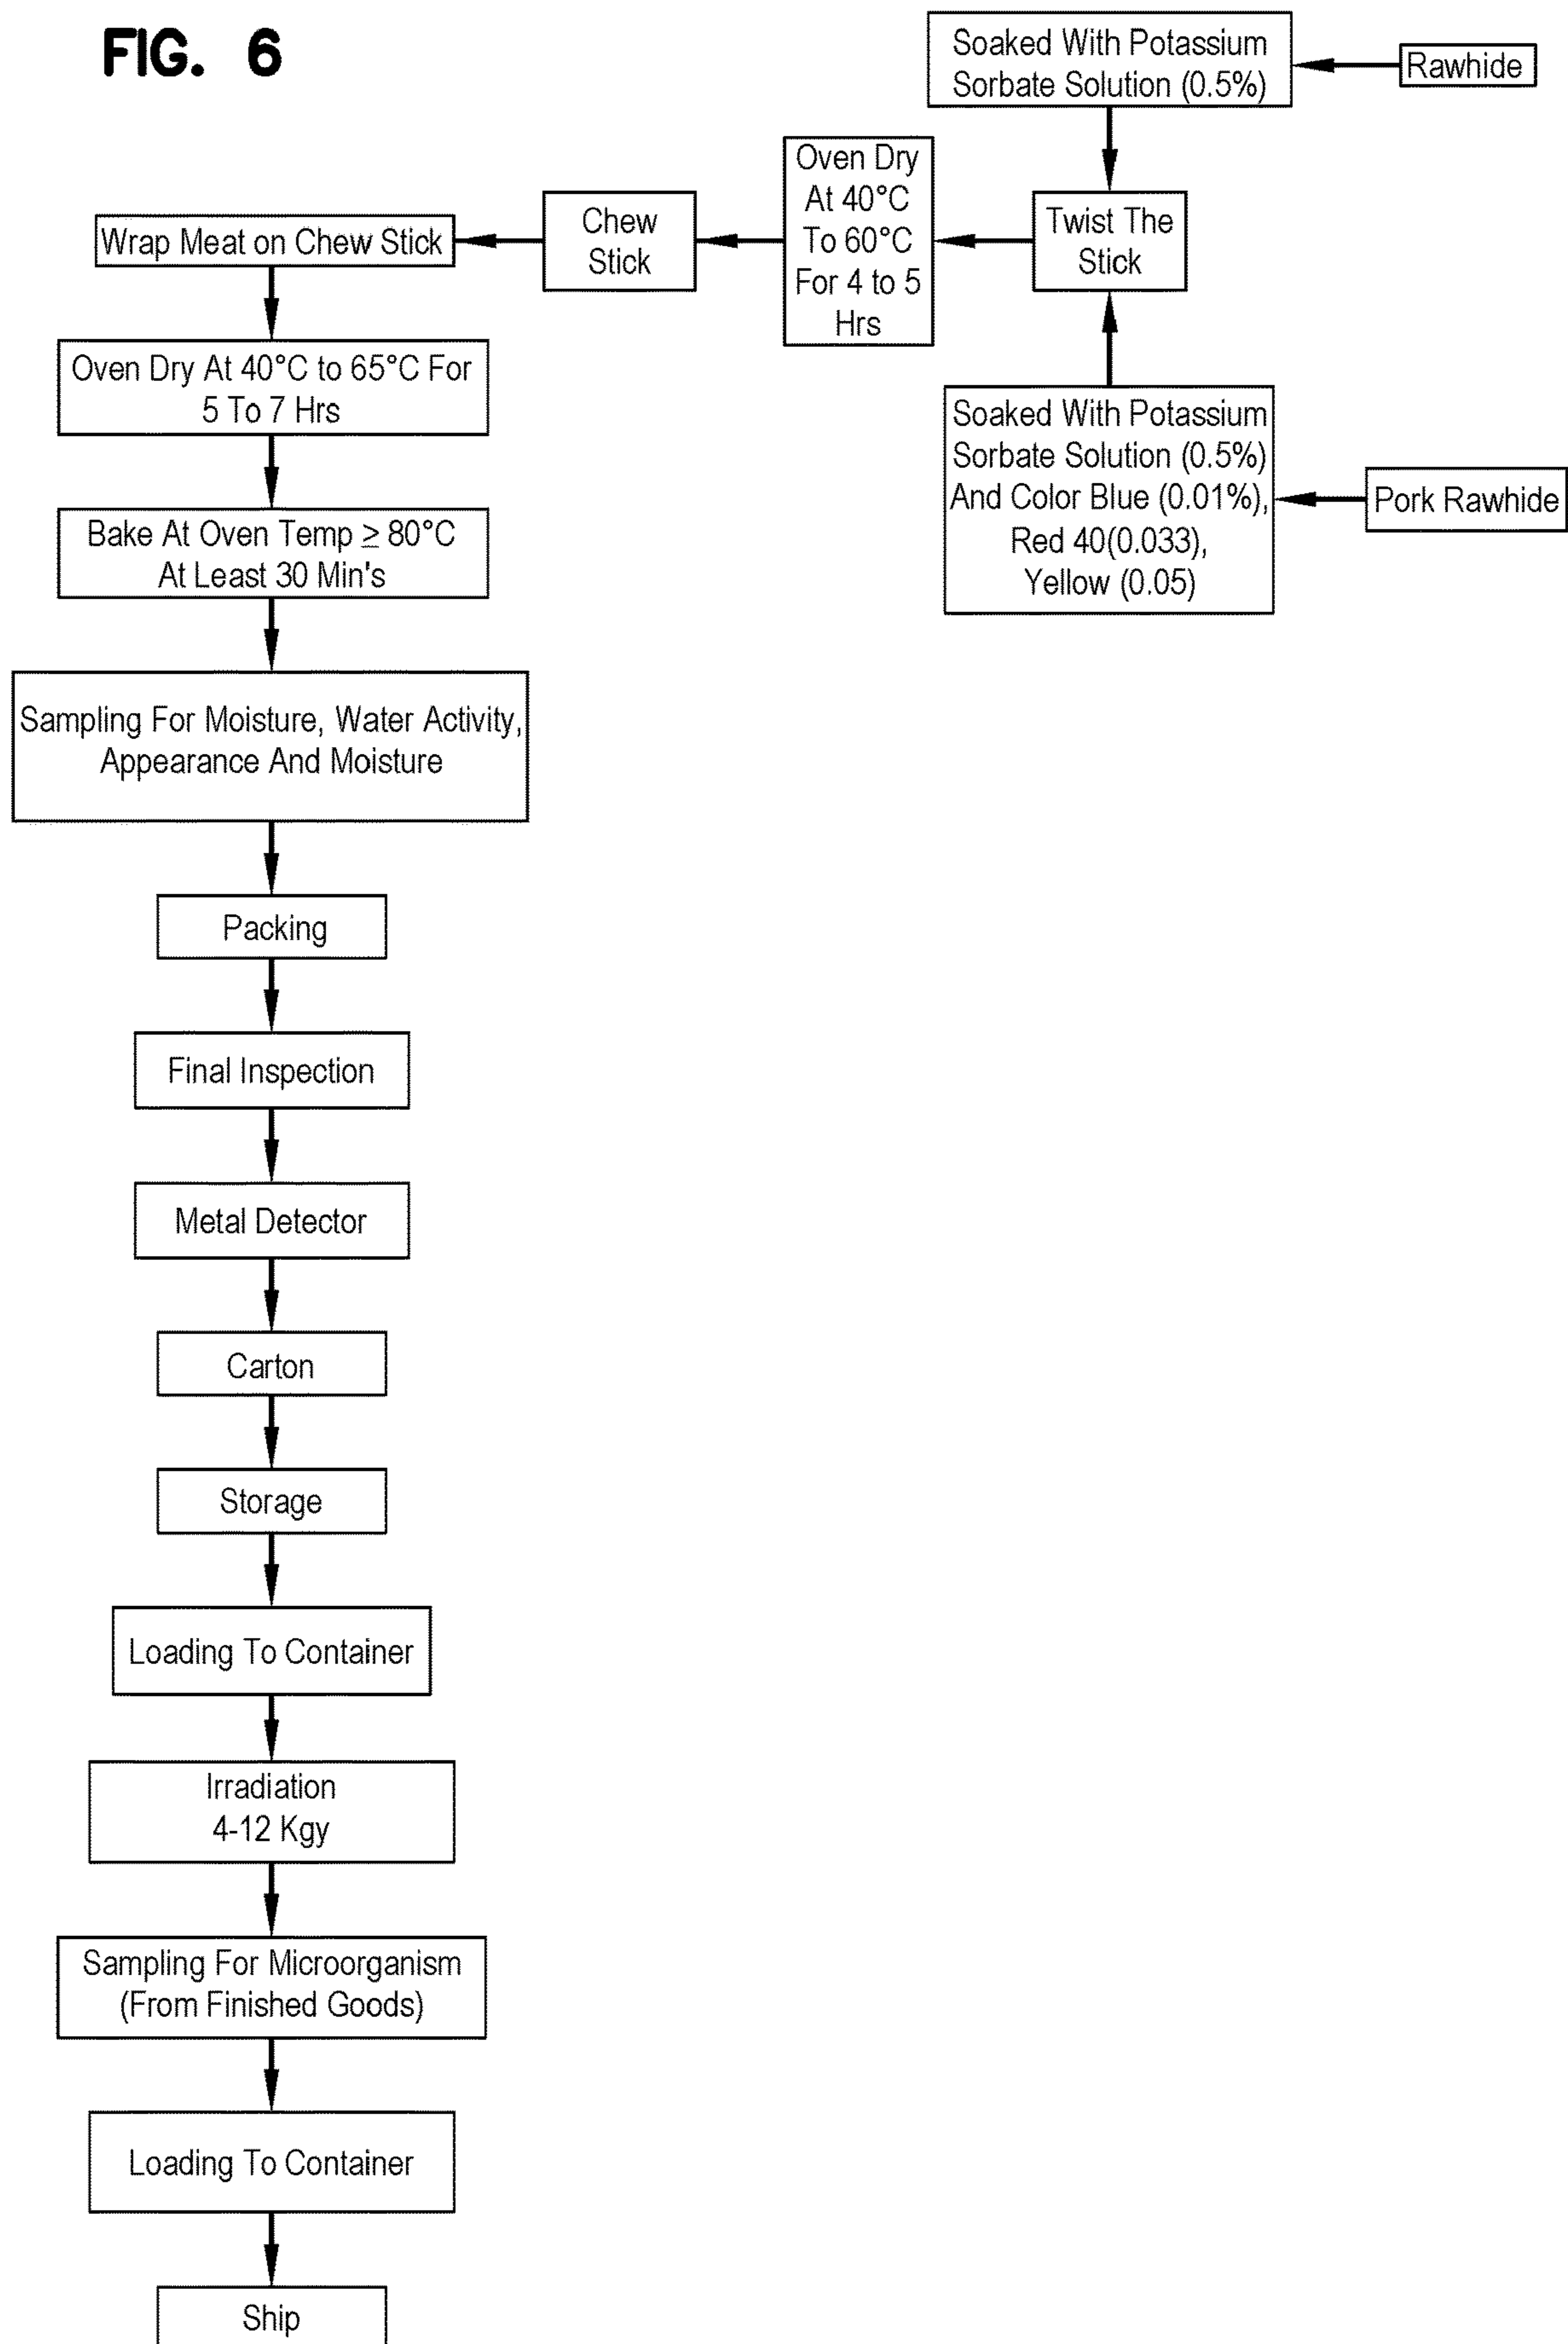 FIG. 6
Soaked With Potassium
Sorbate Solution (0.5%)
Rawhide
Oven Dry
At 40°C
To 60°C
For 4 to 5
Hrs
Chew
Stick
Twist The
Stick
Wrap Meat on Chew Stick
Oven Dry At 40°C to 65°C For
5 To 7 Hrs
Soaked With Potassium
Sorbate Solution (0.5%)
And Color Blue (0.01%),
Red 40(0.033),
Yellow (0.05)
Pork Rawhide
Bake At Oven Temp ≥ 80°C
At Least 30 Min's
Sampling For Moisture, Water Activity,
Appearance And Moisture
Packing
Final Inspection
Metal Detector
Carton
Storage
Loading To Container
Irradiation
4-12 Kgy
Sampling For Microorganism
(From Finished Goods)
Loading To Container
Ship